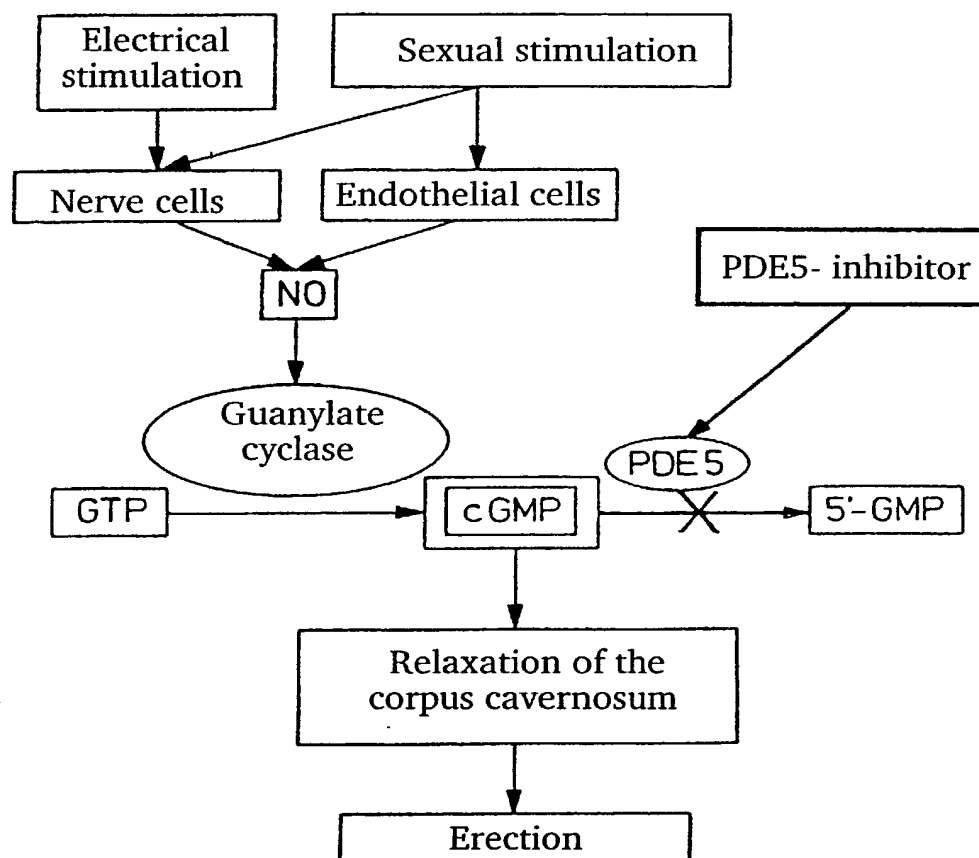 Electrical
stimulation
Sexual stimulation
Nerve cells
Endothelial cells
NO
PDE5- inhibitor
Guanylate
cyclase
PDE5
GTP
cGMP
5'-GMP
Relaxation of the
corpus cavernosum
Erection